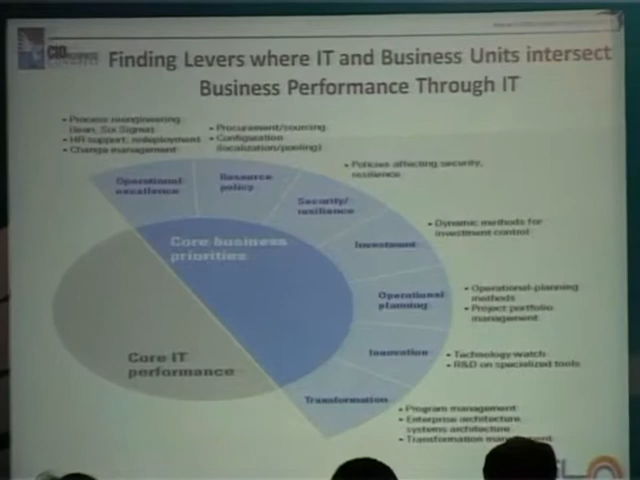 Finding Levers where IT and Business Units intersect
Business Performance Through IT
• Process reengineering
(lean, Six Sigma)
• HR support, redeployment
• Change management
• Procurement/sourcing
• Configuration
(localization/pooling)
• Policies affecting security,
resilience
Operational
excellence
Resource
policy
Security/
resilience
• Dynamic methods for
investment control
Core business
priorities
Investment
• Operational-planning
methods
• Project portfolio
management
Operational
planning
Core IT
performance
Innovation
• Technology watch
• R&D on specialized tools
Transformation
• Program management
• Enterprise architecture,
systems architecture
• Transformation